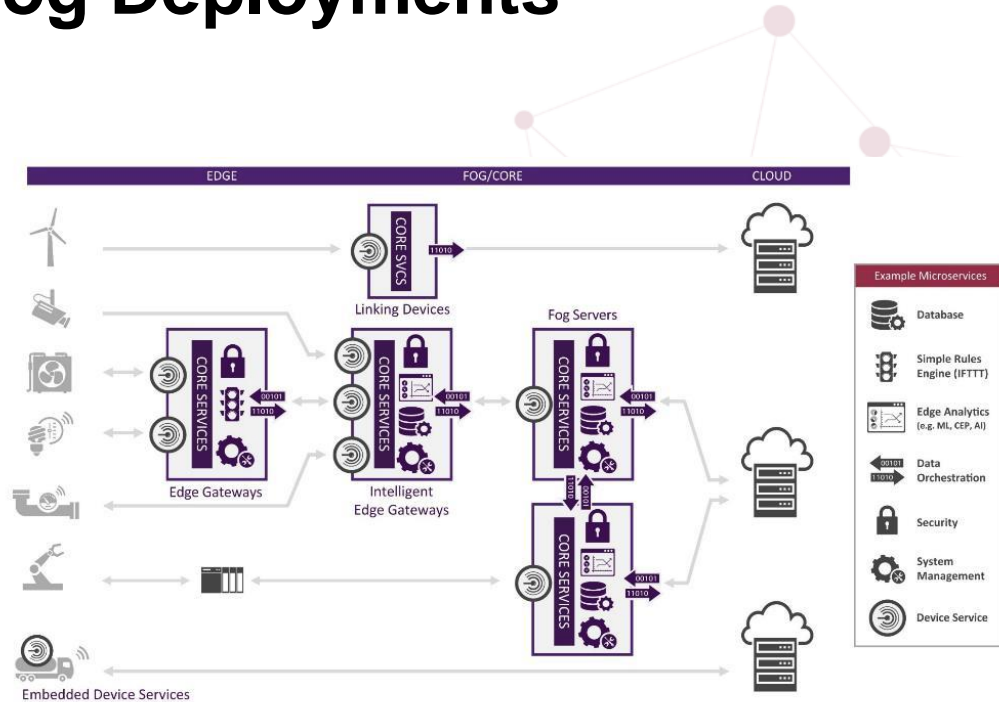 og Deployments
EDGE
FOG/CORE
CLOUD
CORE SVCS
11010
Linking Devices
Example Microservices
Database
Simple Rules
Engine (IFTTT)
Edge Analytics
(e.g. ML, CEP, AI)
00101
11010
Data
Orchestration
Security
System
Management
Device Service
CORE SERVICES
00101
11010
Edge Gateways
CORE SERVICES
00101
11010
Intelligent
Edge Gateways
Fog Servers
CORE SERVICES
00101
11010
11010
00101
CORE SERVICES
00101
11010
Embedded Device Services